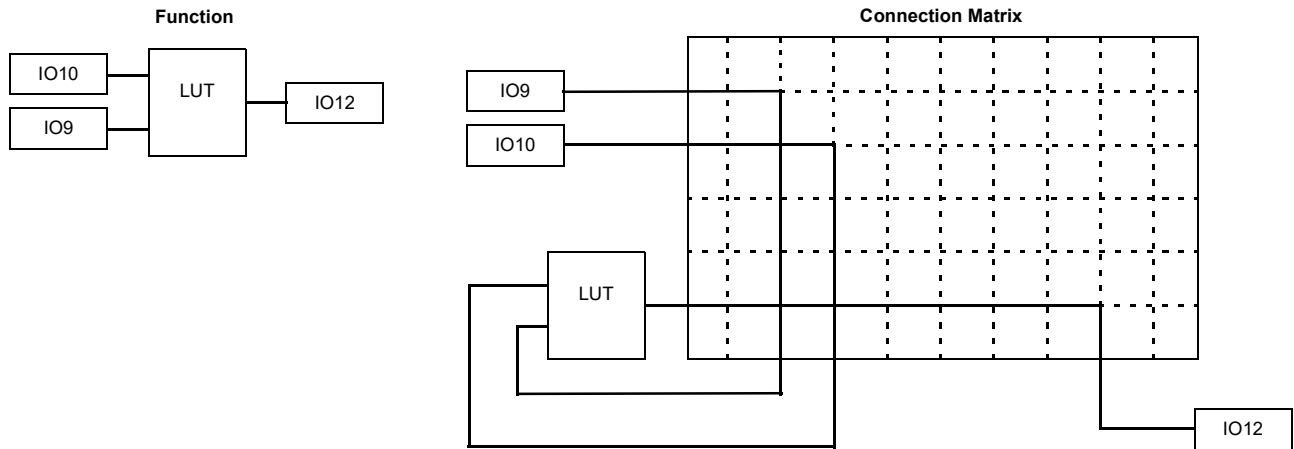 Function
IO10
IO9
LUT
IO12
Connection Matrix
IO9
IO10
LUT
IO12